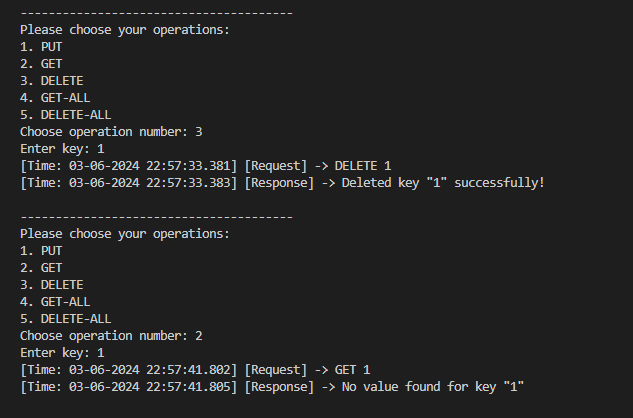 ---------------------------------------
Please choose your operations:
1. PUT
2. GET
3. DELETE
4. GET-ALL
5. DELETE-ALL
Choose operation number: 3
Enter key: 1
[Time: 03-06-2024 22:57:33.381] [Request] -> DELETE 1
[Time: 03-06-2024 22:57:33.383] [Response] -> Deleted key "1" successfully!
---------------------------------------
Please choose your operations:
1. PUT
2. GET
3. DELETE
4. GET-ALL
5. DELETE-ALL
Choose operation number: 2
Enter key: 1
[Time: 03-06-2024 22:57:41.802] [Request] -> GET 1
[Time: 03-06-2024 22:57:41.805] [Response] -> No value found for key "1"